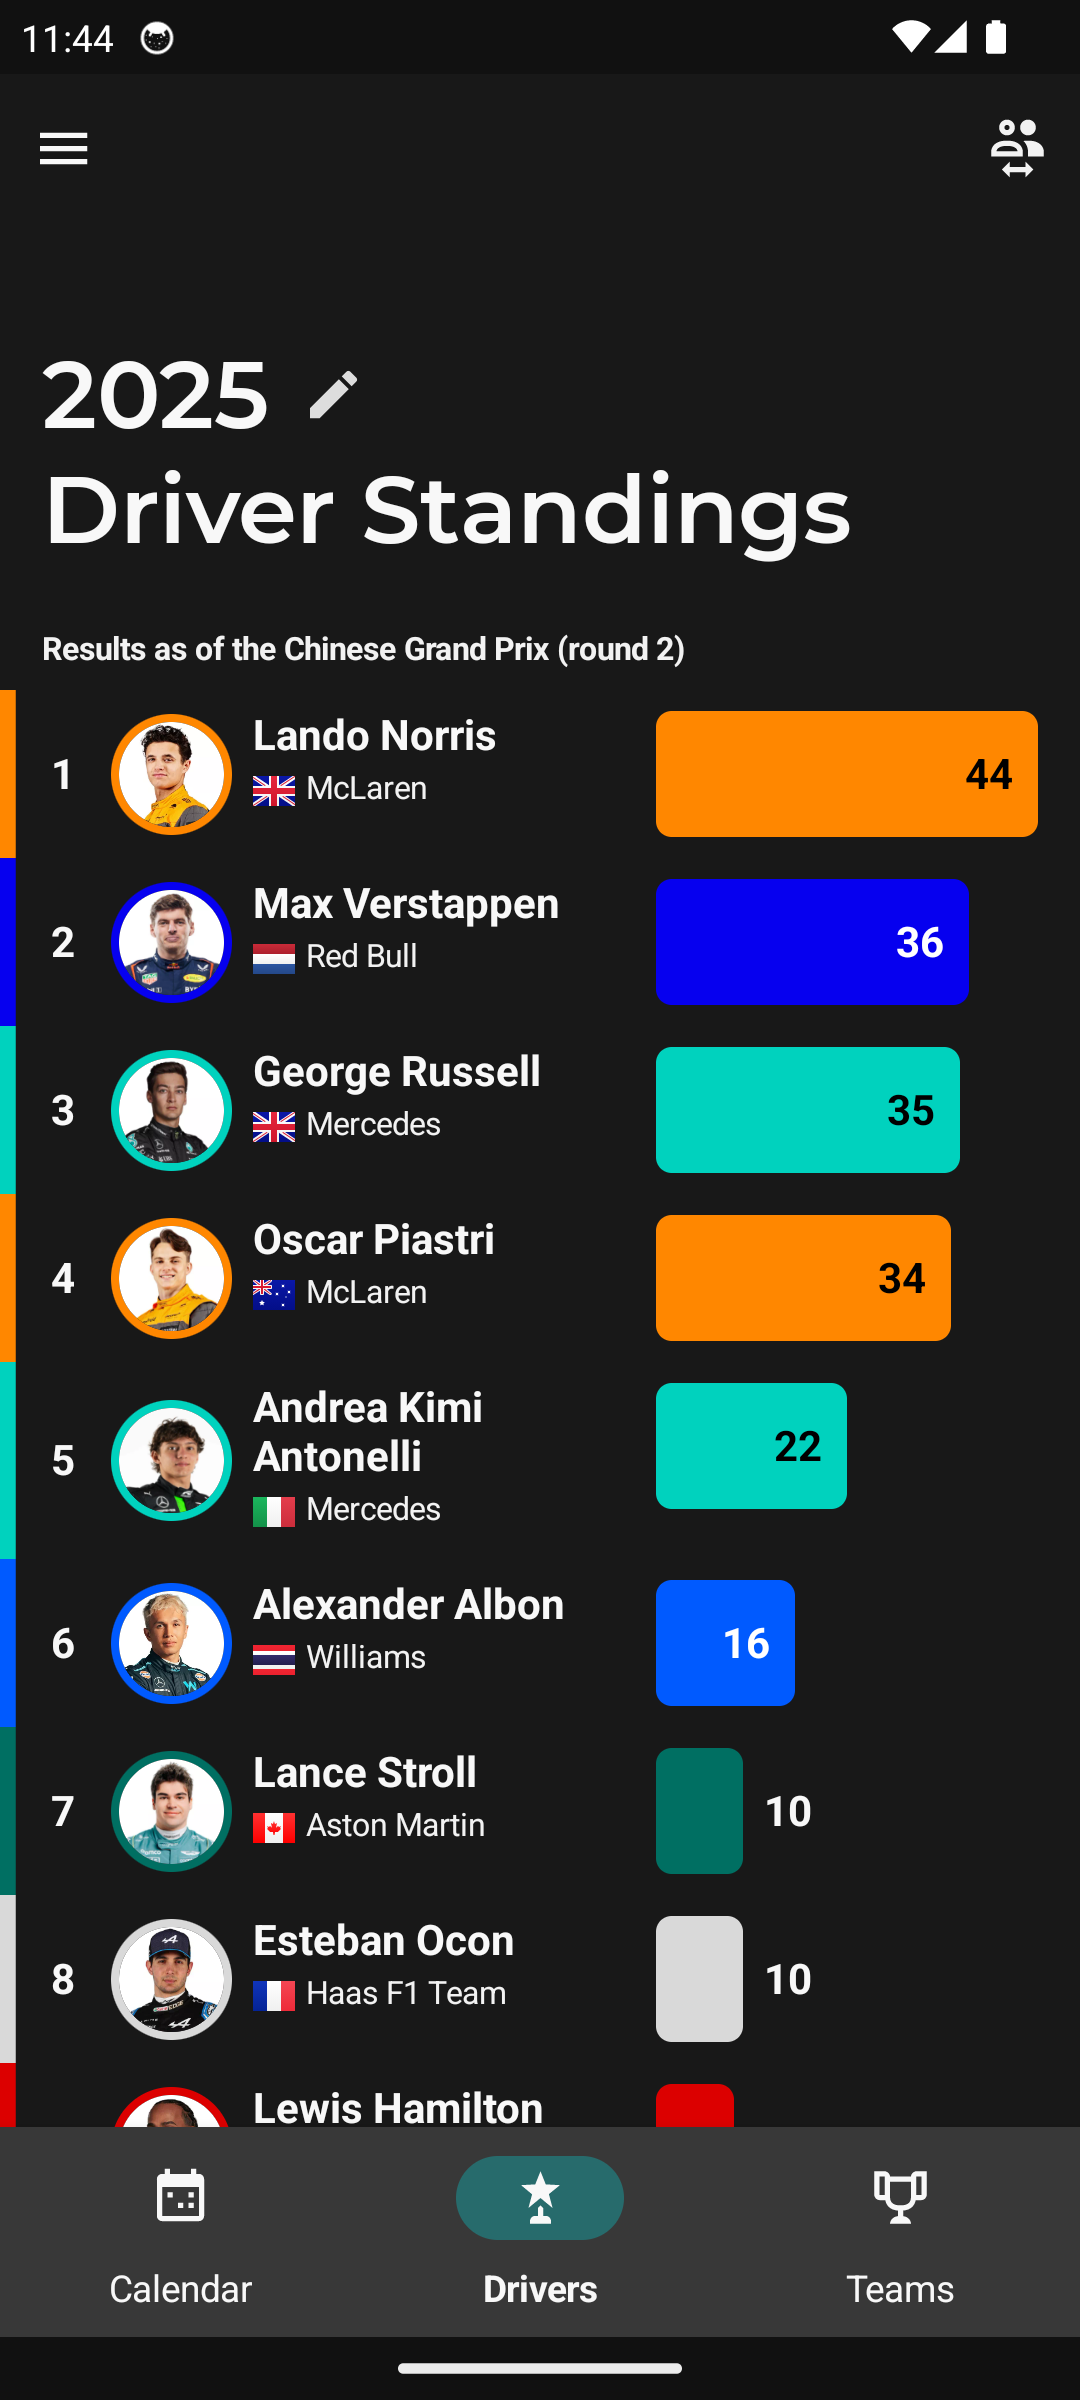 11:44
2025
Driver Standings
Results as of the Chinese Grand Prix (round 2)
1
Lando Norris
McLaren
44
2
Max Verstappen
Red Bull
36
3
George Russell
Mercedes
35
4
Oscar Piastri
McLaren
34
5
Andrea Kimi
Antonelli
Mercedes
22
6
Alexander Albon
Williams
16
7
Lance Stroll
Aston Martin
10
8
Esteban Ocon
Haas F1 Team
10
Lewis Hamilton
Calendar
Drivers
Teams